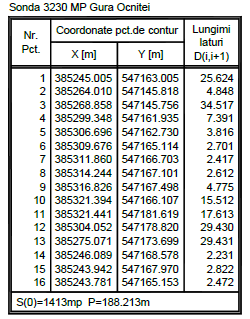 Sonda 3230 MP Gura Ocnitei
Nr. Pct. Coordonate pct.de contur Lungimi laturi D(i,i+1)
X [m] Y [m]
1 385245.005 547163.005 25.624
2 385264.010 547145.818 4.848
3 385268.858 547145.756 34.517
4 385299.348 547161.935 7.391
5 385306.696 547162.730 3.816
6 385309.676 547165.114 2.701
7 385311.860 547166.703 2.417
8 385314.244 547167.101 2.612
9 385316.826 547167.498 4.775
10 385321.394 547166.107 15.512
11 385321.441 547181.619 17.613
12 385304.052 547178.820 29.430
13 385275.071 547173.699 29.431
14 385246.089 547168.578 2.231
15 385243.942 547167.970 2.822
16 385243.781 547165.153 2.472
S(0)=1413mp P=188.213m